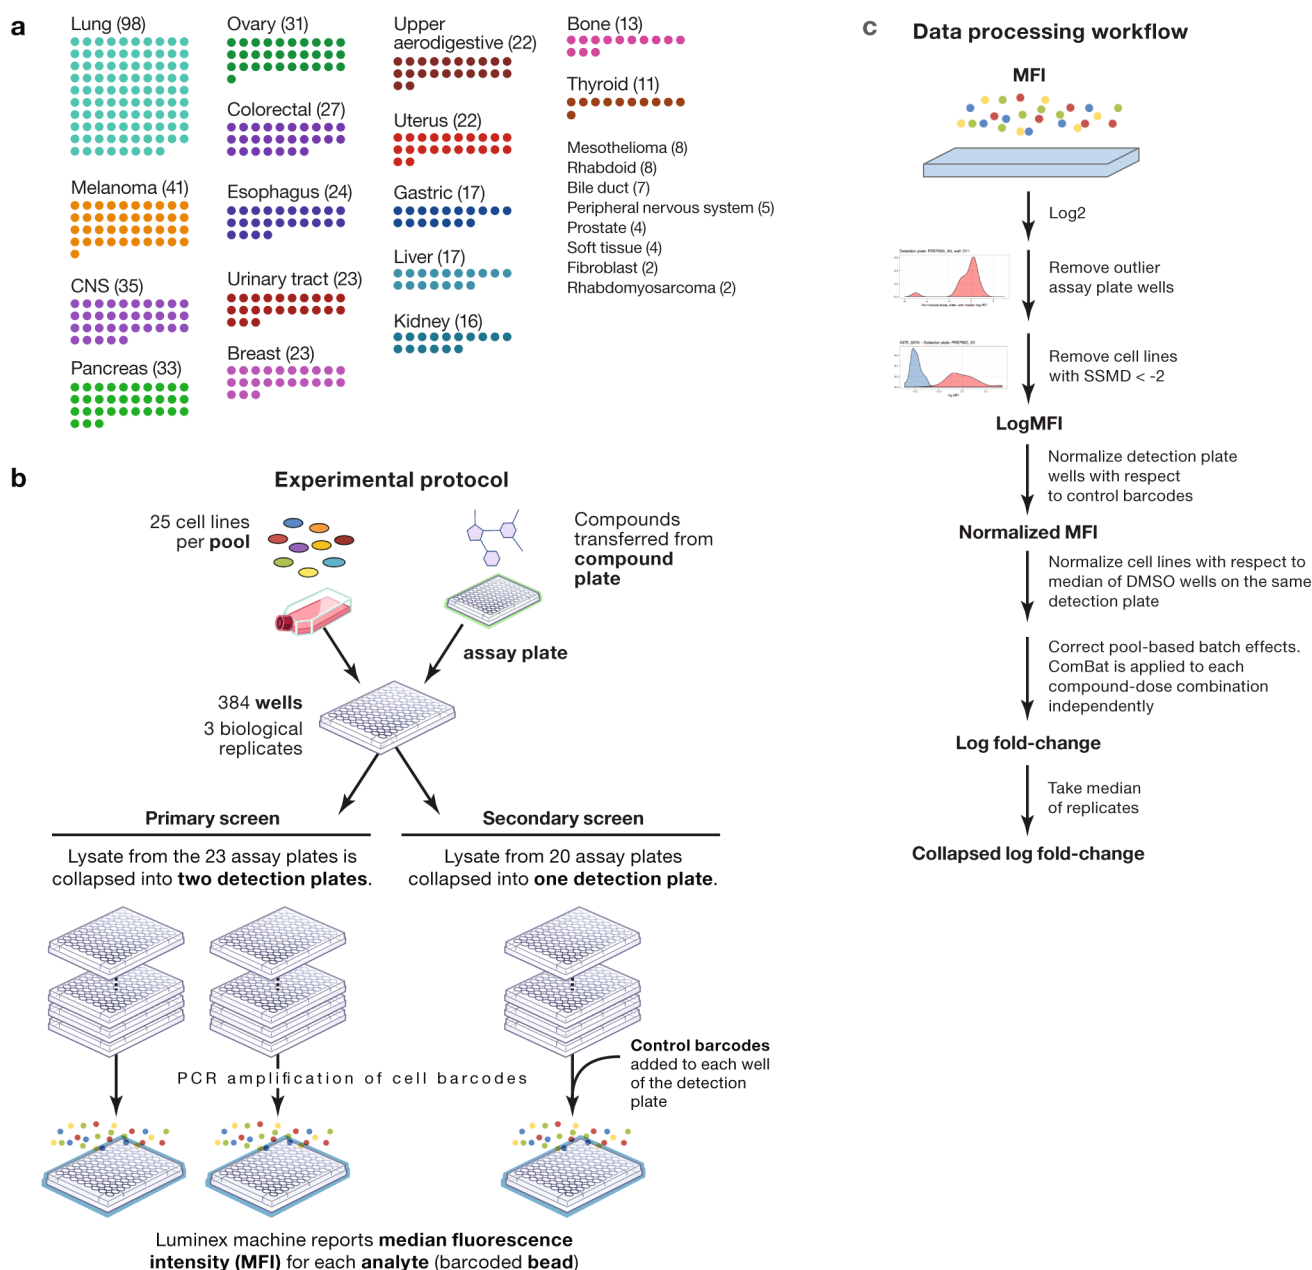 a
Lung (98)
Melanoma (41)
CNS (35)
Pancreas (33)
Ovary (31)
Colorectal (27)
Esophagus (24)
Urinary tract (23)
Breast (23)
Upper
aerodigestive (22)
Uterus (22)
Gastric (17)
Liver (17)
Kidney (16)
Bone (13)
Thyroid (11)
Mesothelioma (8)
Rhabdoid (8)
Bile duct (7)
Peripheral nervous system (5)
Prostate (4)
Soft tissue (4)
Fibroblast (2)
Rhabdomyosarcoma (2)
b
Experimental protocol
25 cell lines
per pool
Compounds
transferred from
compound
plate
assay plate
384 wells
3 biological
replicates
Primary screen
Lysate from the 23 assay plates is
collapsed into two detection plates.
Secondary screen
Lysate from 20 assay plates
collapsed into one detection plate.
Control barcodes
added to each well
of the detection
plate
PCR amplification of cell barcodes
Luminex machine reports median fluorescence
intensity (MFI) for each analyte (barcoded bead)
c
Data processing workflow
MFI
Log2
Remove outlier
assay plate wells
Remove cell lines
with SSMD < -2
LogMFI
Normalize detection plate
wells with respect
to control barcodes
Normalized MFI
Normalize cell lines with respect to
median of DMSO wells on the same
detection plate
Correct pool-based batch effects.
ComBat is applied to each
compound-dose combination
independently
Log fold-change
Take median
of replicates
Collapsed log fold-change